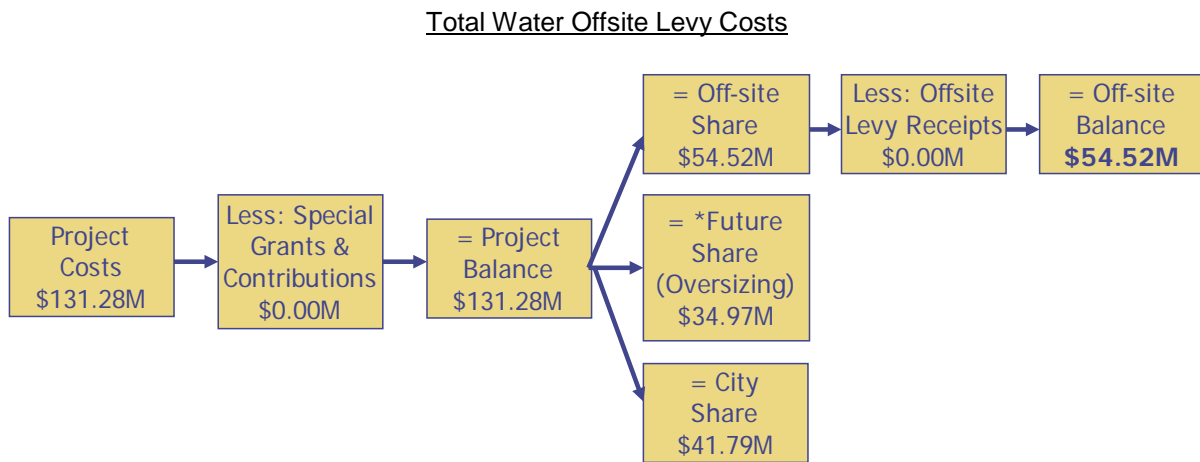 Total Water Offsite Levy Costs
Project
Costs
$131.28M
Less: Special
Grants &
Contributions
$0.00M
= Project
Balance
$131.28M
= Off-site
Share
$54.52M
Less: Offsite
Levy Receipts
$0.00M
= Off-site
Balance
$54.52M
= *Future
Share
(Oversizing)
$34.97M
= City
Share
$41.79M